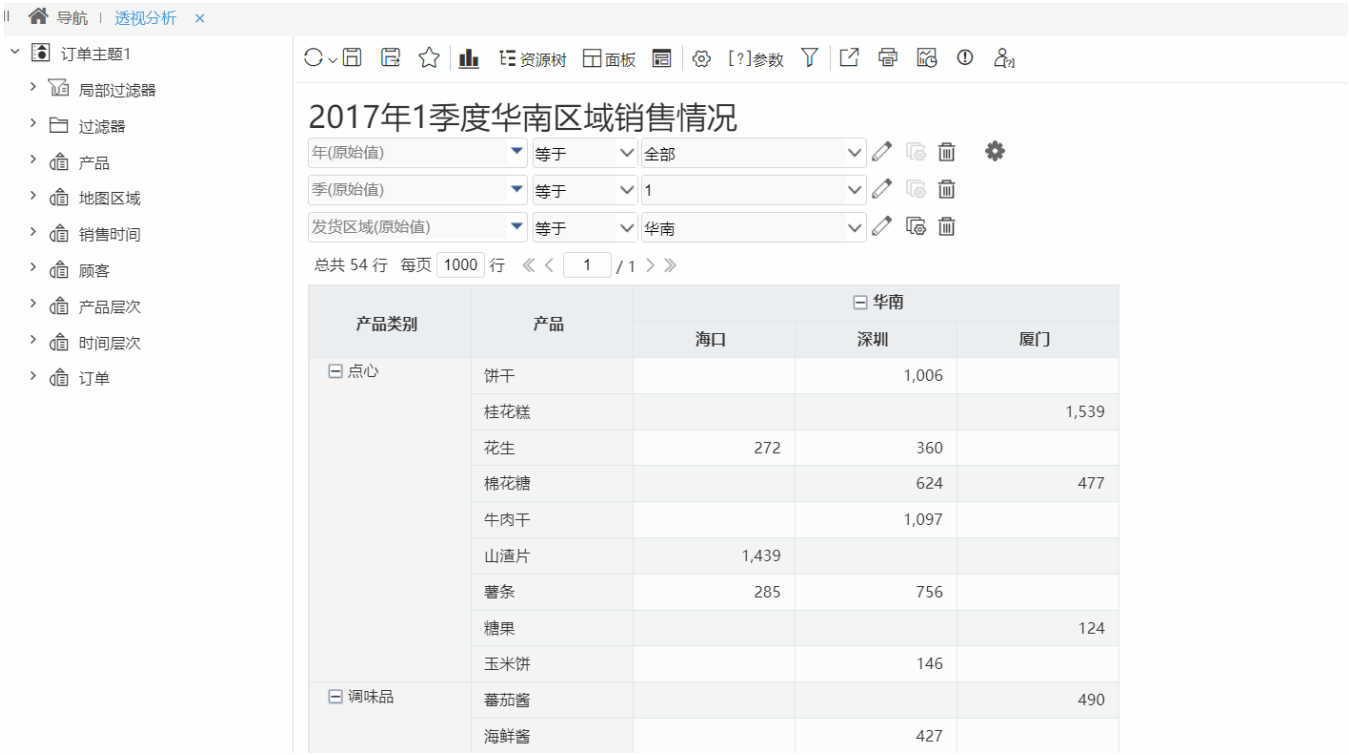 导航 透视分析 ×
订单主题1
局部过滤器
过滤器
产品
地图区域
销售时间
顾客
产品层次
时间层次
订单
资源树 面板 [?]参数
2017年1季度华南区域销售情况
年(原始值) 等于 全部
季(原始值) 等于 1
发货区域(原始值) 等于 华南
总共 54 行 每页 1000 行 1 / 1
产品类别 产品 华南
海口 深圳 厦门
点心 饼干 1,006
桂花糕 1,539
花生 272 360
棉花糖 624 477
牛肉干 1,097
山渣片 1,439
薯条 285 756
糖果 124
玉米饼 146
调味品 蕃茄酱 490
海鲜酱 427